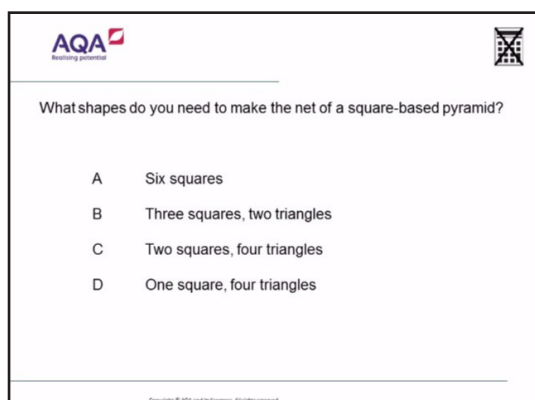 AQA
Realising potential
What shapes do you need to make the net of a square-based pyramid?
A Six squares
B Three squares, two triangles
C Two squares, four triangles
D One square, four triangles